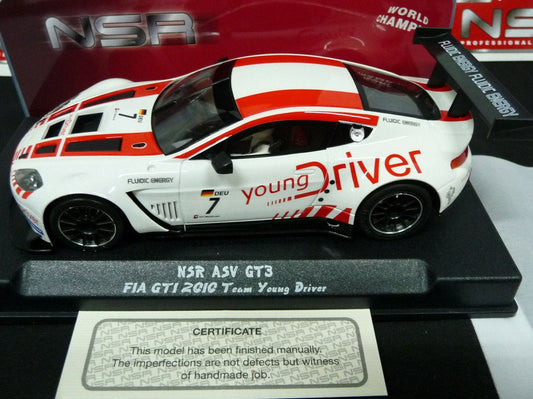 NSR
WORLD
CHAMP
NS
PROFESSIONAL
FLUIDIC ENERGY FLUIDIC ENERGY
7
FLUIDIC ENERGY
FLUIDIC ENERGY
young Driver
DEU
7
NSR ASV GT3
FIA GT1 2010 Team Young Driver
CERTIFICATE
This model has been finished manually.
The imperfections are not defects but witness
of handmade job.